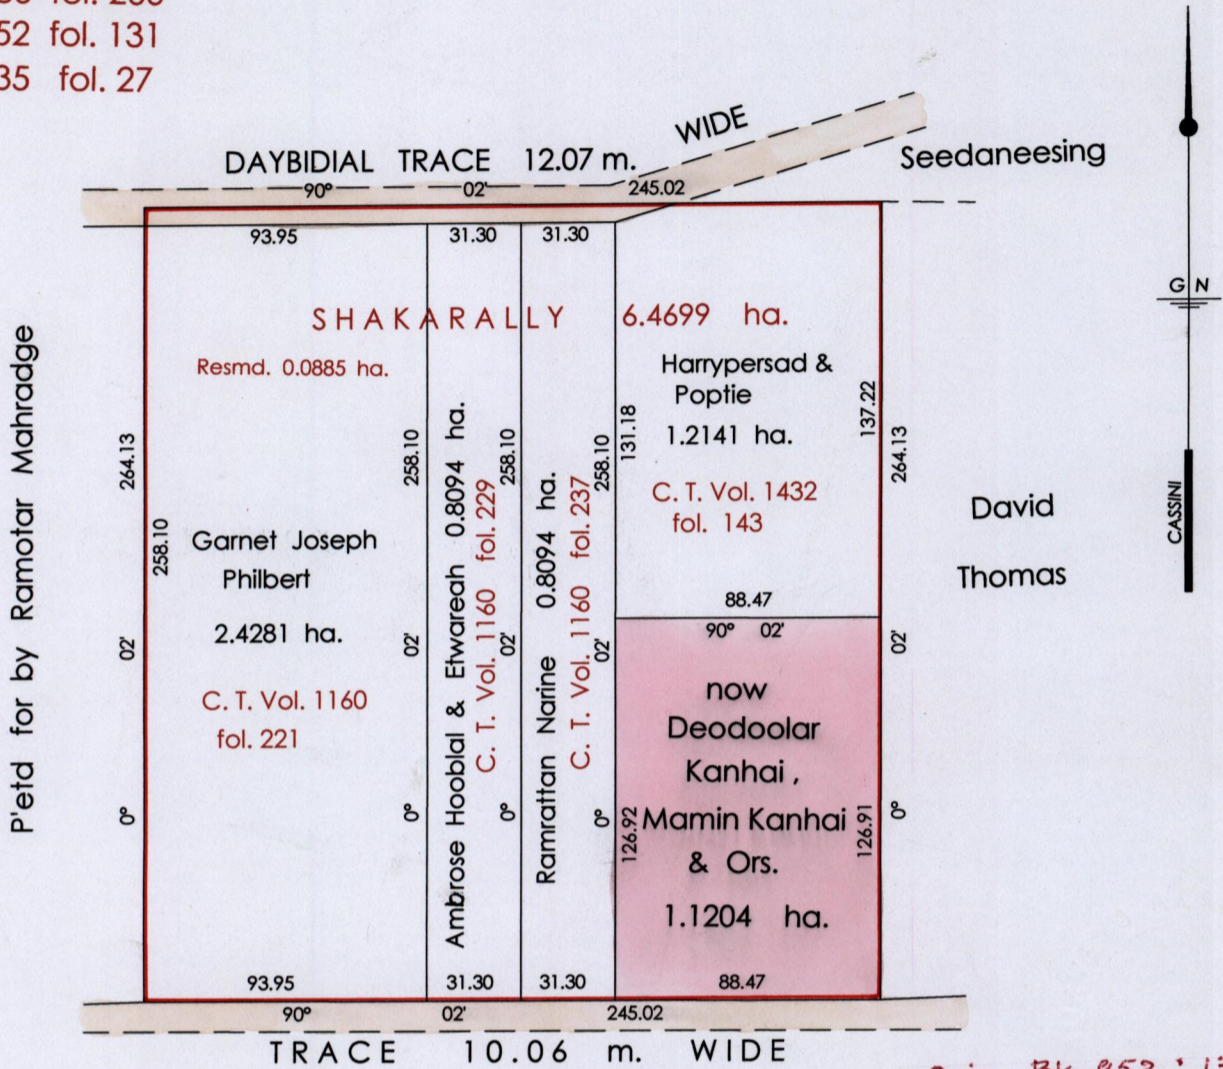 fol. 131
fol. 27
WIDE
DAYBIDIAL TRACE 12.07 m.
Seedaneesing
90° 02' 245.02
93.95 31.30 31.30
G N
SHAKARALLY 6.4699 ha.
Resmd. 0.0885 ha.
Harrypersad &
Poptie
1.2141 ha.
C. T. Vol. 1432
fol. 143
137.22
131.18
264.13
02'
0°
P'etd for by Ramotar Mahradge
264.13
02'
0°
258.10
Garnet Joseph
Philbert
2.4281 ha.
C. T. Vol. 1160
fol. 221
258.10
02'
0°
Ambrose Hooblal & Etwareah 0.8094 ha.
C. T. Vol. 1160 fol. 229
258.10
02'
0°
Ramrattan Narine 0.8094 ha.
C. T. Vol. 1160 fol. 237
258.10
02'
0°
David
Thomas
CASSINI
88.47
90° 02'
now
Deodoolar
Kanhai ,
Mamin Kanhai
& Ors.
1.1204 ha.
126.92
126.91
93.95 31.30 31.30 88.47
90° 02' 245.02
TRACE 10.06 m. WIDE